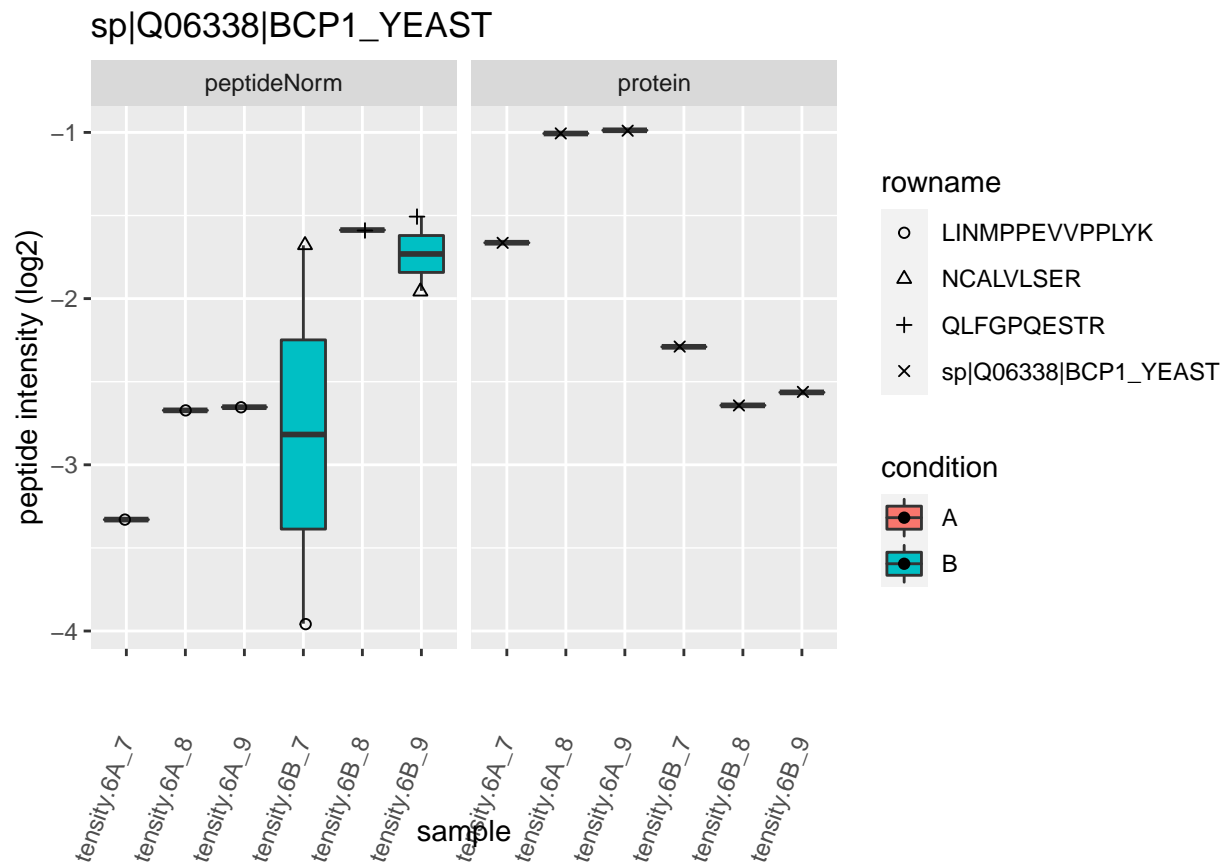 sp|Q06338|BCP1_YEAST
peptideNorm
protein
peptide intensity (log2)
−1
−2
−3
−4
tensity.6A_7
tensity.6A_8
tensity.6A_9
tensity.6B_7
tensity.6B_8
tensity.6B_9
tensity.6A_7
tensity.6A_8
tensity.6A_9
tensity.6B_7
tensity.6B_8
tensity.6B_9
sample
rowname
LINMPPEVVPPLYK
NCALVLSER
QLFGPQESTR
sp|Q06338|BCP1_YEAST
condition
A
B